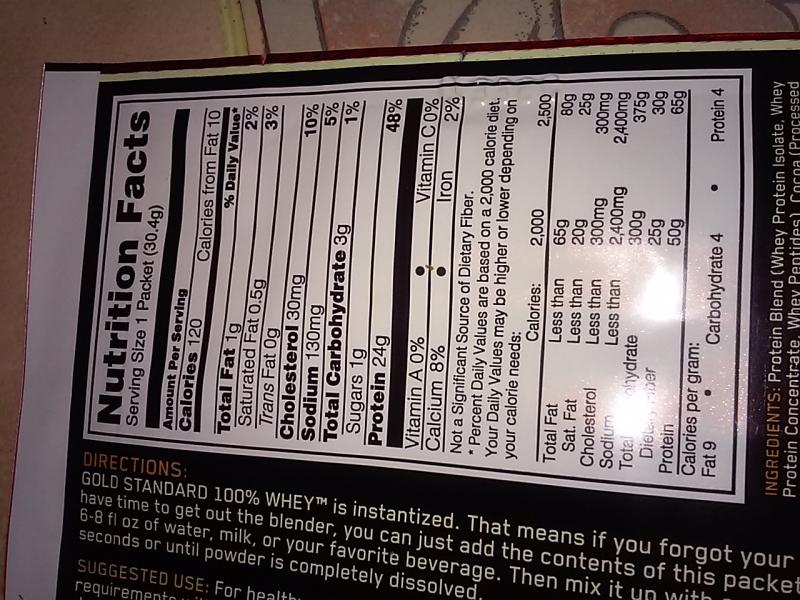 Nutrition Facts
Serving Size 1 Packet (30.4g)
Amount Per Serving
Calories 120 Calories from Fat 10
% Daily Value*
Total Fat 1g 2%
Saturated Fat 0.5g 3%
Trans Fat 0g
Cholesterol 30mg 10%
Sodium 130mg 5%
Total Carbohydrate 3g 1%
Sugars 1g
Protein 24g 48%
Vitamin A 0% • Vitamin C 0%
Calcium 8% • Iron 2%
Not a Significant Source of Dietary Fiber.
* Percent Daily Values are based on a 2,000 calorie diet.
Your Daily Values may be higher or lower depending on
your calorie needs:
Calories: 2,000 2,500
Total Fat Less than 65g 80g
Sat. Fat Less than 20g 25g
Cholesterol Less than 300mg 300mg
Sodium Less than 2,400mg 2,400mg
Total 300g 375g
25g 30g
Protein 50g 65g
Calories per gram:
Fat 9 • Carbohydrate 4 • Protein 4
INGREDIENTS: Protein Blend (Whey Protein Isolate, Whey
Protein Concentrate, Whey Peptides), Cocoa (Processed
DIRECTIONS:
GOLD STANDARD 100% WHEY™ is instantized. That means if you forgot your
have time to get out the blender, you can just add the contents of this packet
6-8 fl oz of water, milk, or your favorite beverage. Then mix it up with
seconds or until powder is completely dissolved.
SUGGESTED USE: For healthy
requirements